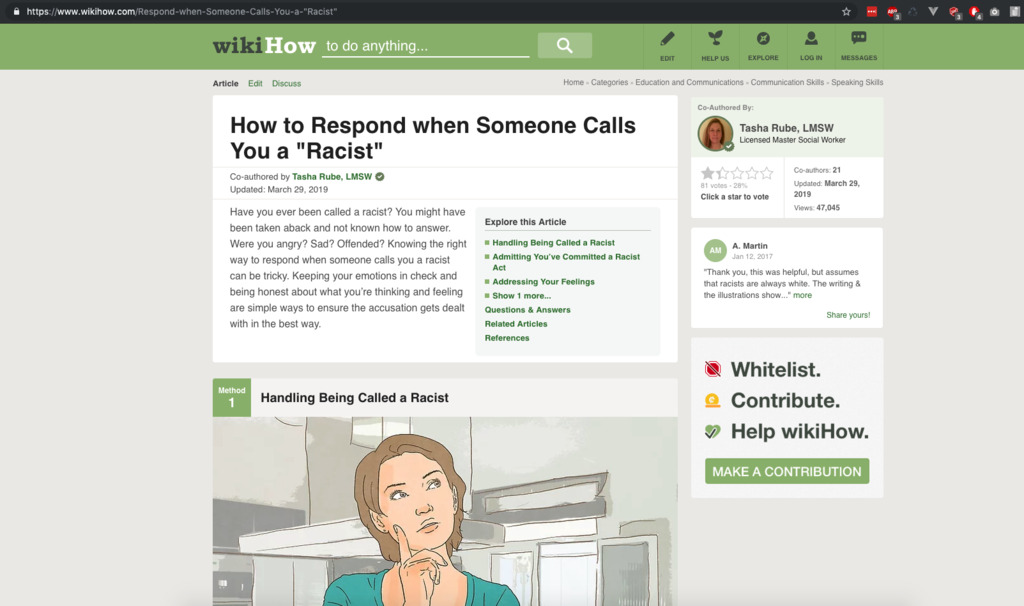 https://www.wikihow.com/Respond-when-Someone-Calls-You-a-"Racist"
wikiHow to do anything...
EDIT
HELP US
EXPLORE
LOG IN
MESSAGES
Article Edit Discuss
Home » Categories » Education and Communications » Communication Skills » Speaking Skills
How to Respond when Someone Calls
You a "Racist"
Co-authored by Tasha Rube, LMSW
Updated: March 29, 2019
Have you ever been called a racist? You might have
been taken aback and not known how to answer.
Were you angry? Sad? Offended? Knowing the right
way to respond when someone calls you a racist
can be tricky. Keeping your emotions in check and
being honest about what you're thinking and feeling
are simple ways to ensure the accusation gets dealt
with in the best way.
Explore this Article
Handling Being Called a Racist
Admitting You've Committed a Racist
Act
Addressing Your Feelings
Show 1 more...
Questions & Answers
Related Articles
References
Method
1
Handling Being Called a Racist
Co-Authored By:
Tasha Rube, LMSW
Licensed Master Social Worker
81 votes - 28%
Click a star to vote
Co-authors: 21
Updated: March 29,
2019
Views: 47,045
AM
A. Martin
Jan 12, 2017
"Thank you, this was helpful, but assumes
that racists are always white. The writing &
the illustrations show..." more
Share yours!
Whitelist.
Contribute.
Help wikiHow.
MAKE A CONTRIBUTION